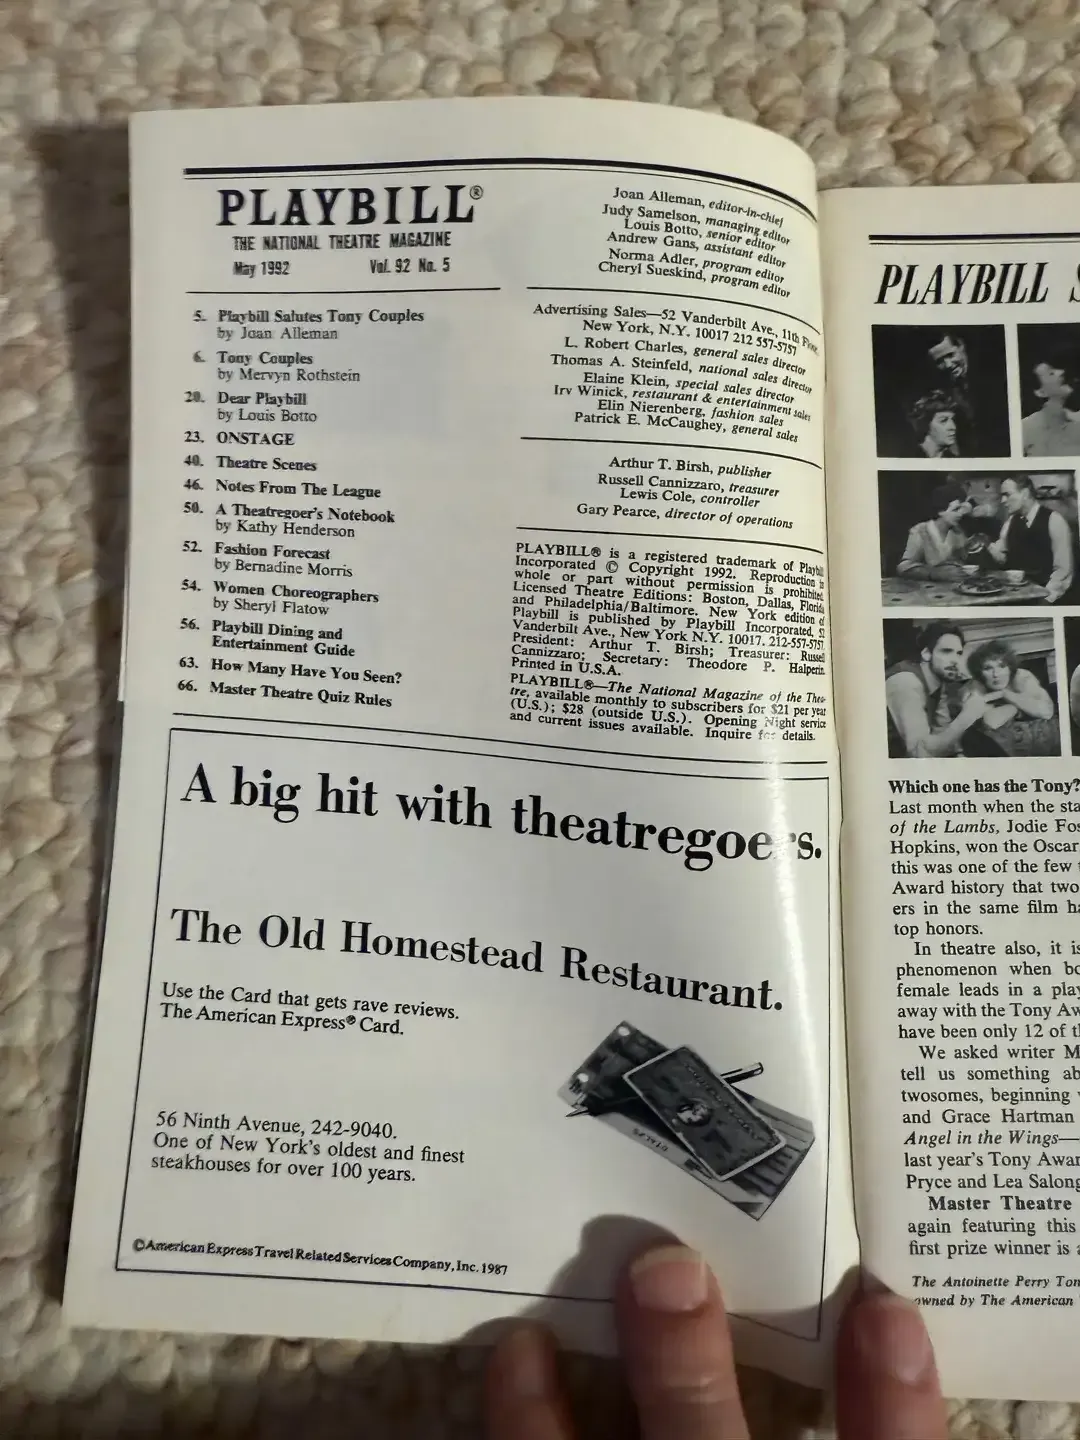 PLAYBILL®
THE NATIONAL THEATRE MAGAZINE
May 1992 Vol. 92 No. 5
5. Playbill Salutes Tony Couples
by Joan Alleman
6. Tony Couples
by Mervyn Rothstein
20. Dear Playbill
by Louis Botto
23. ONSTAGE
40. Theatre Scenes
46. Notes From The League
50. A Theatregoer's Notebook
by Kathy Henderson
52. Fashion Forecast
by Bernadine Morris
54. Women Choreographers
by Sheryl Flatow
56. Playbill Dining and
Entertainment Guide
63. How Many Have You Seen?
66. Master Theatre Quiz Rules
Joan Alleman, editor-in-chief
Judy Samelson, managing editor
Louis Botto, senior editor
Andrew Gans, assistant editor
Norma Adler, program editor
Cheryl Sueskind, program editor
Advertising Sales—52 Vanderbilt Ave., 11th
New York, N.Y. 10017 212 557-5757
L. Robert Charles, general sales director
Thomas A. Steinfeld, national sales director
Elaine Klein, special sales director
Irv Winick, restaurant & entertainment sales
Elin Nierenberg, fashion sales
Patrick E. McCaughey, general sales
Arthur T. Birsh, publisher
Russell Cannizzaro, treasurer
Lewis Cole, controller
Gary Pearce, director of operations
PLAYBILL® is a registered trademark of Playbill
Incorporated © Copyright 1992. Reproduction in
whole or part without permission is prohibited.
Licensed Theatre Editions: Boston, Dallas, Florida
and Philadelphia/Baltimore. New York edition of
Playbill is published by Playbill Incorporated, 52
Vanderbilt Ave., New York N.Y. 10017. 212-557-5757.
President: Arthur T. Birsh; Treasurer: Russell
Cannizzaro; Secretary: Theodore P. Halperin.
Printed in U.S.A.
PLAYBILL®—The National Magazine of the Thea-
tre, available monthly to subscribers for $21 per year
(U.S.); $28 (outside U.S.). Opening Night service
and current issues available. Inquire for details.
A big hit with theatregoers.
The Old Homestead Restaurant.
Use the Card that gets rave reviews.
The American Express® Card.
56 Ninth Avenue, 242-9040.
One of New York's oldest and finest
steakhouses for over 100 years.
©American Express Travel Related Services Company, Inc. 1987
PLAYBILL S
Which one has the Tony?
Last month when the sta
of the Lambs, Jodie Fos
Hopkins, won the Oscar
this was one of the few
Award history that two
ers in the same film ha
top honors.
In theatre also, it is
phenomenon when bo
female leads in a play
away with the Tony Aw
have been only 12 of th
We asked writer M
tell us something ab
twosomes, beginning
and Grace Hartman
Angel in the Wings—
last year's Tony Awar
Pryce and Lea Salong
Master Theatre
again featuring this
first prize winner is a
The Antoinette Perry Ton
owned by The American